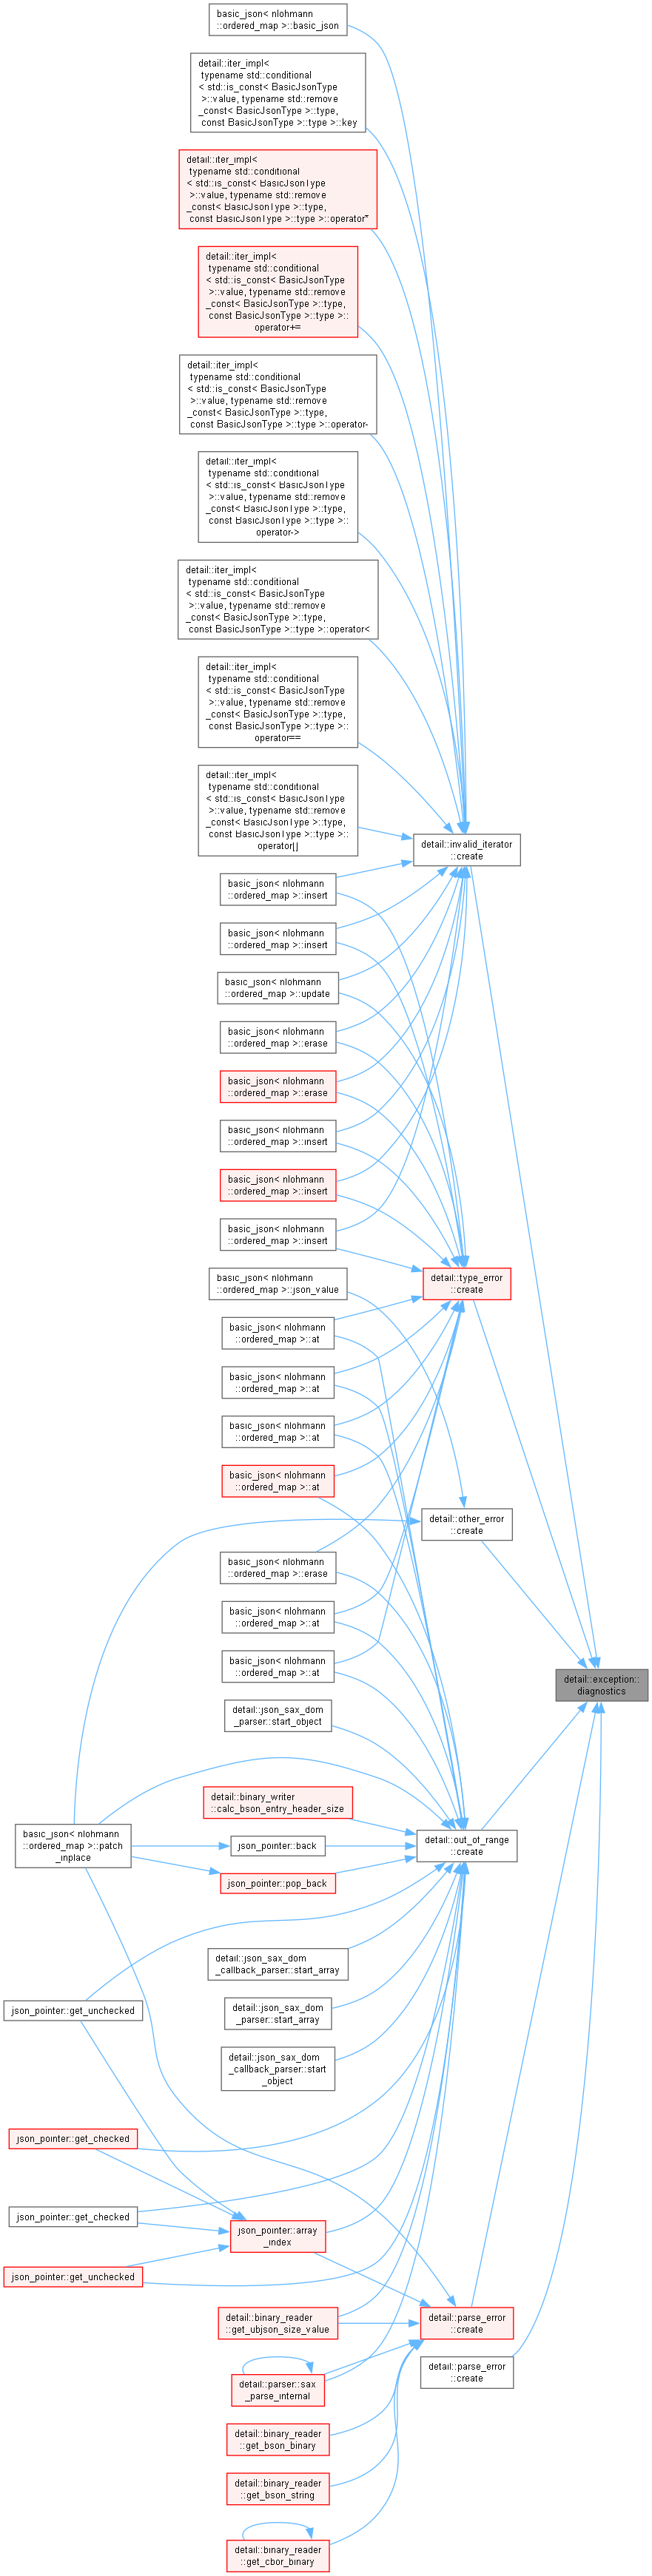 basic_json< nlohmann
::ordered_map >::basic_json
detail::iter_impl<
typename std::conditional
< std::is_const< BasicJsonType
>::value, typename std::remove
_const< BasicJsonType >::type,
const BasicJsonType >::type >::key
detail::iter_impl<
typename std::conditional
< std::is_const< BasicJsonType
>::value, typename std::remove
_const< BasicJsonType >::type,
const BasicJsonType >::type >::operator*
detail::iter_impl<
typename std::conditional
< std::is_const< BasicJsonType
>::value, typename std::remove
_const< BasicJsonType >::type,
const BasicJsonType >::type >::
operator+=
detail::iter_impl<
typename std::conditional
< std::is_const< BasicJsonType
>::value, typename std::remove
_const< BasicJsonType >::type,
const BasicJsonType >::type >::operator-
detail::iter_impl<
typename std::conditional
< std::is_const< BasicJsonType
>::value, typename std::remove
_const< BasicJsonType >::type,
const BasicJsonType >::type >::
operator->
detail::iter_impl<
typename std::conditional
< std::is_const< BasicJsonType
>::value, typename std::remove
_const< BasicJsonType >::type,
const BasicJsonType >::type >::operator<
detail::iter_impl<
typename std::conditional
< std::is_const< BasicJsonType
>::value, typename std::remove
_const< BasicJsonType >::type,
const BasicJsonType >::type >::
operator==
detail::iter_impl<
typename std::conditional
< std::is_const< BasicJsonType
>::value, typename std::remove
_const< BasicJsonType >::type,
const BasicJsonType >::type >::
operator[]
detail::invalid_iterator
::create
basic_json< nlohmann
::ordered_map >::insert
basic_json< nlohmann
::ordered_map >::insert
basic_json< nlohmann
::ordered_map >::update
basic_json< nlohmann
::ordered_map >::erase
basic_json< nlohmann
::ordered_map >::erase
basic_json< nlohmann
::ordered_map >::insert
basic_json< nlohmann
::ordered_map >::insert
basic_json< nlohmann
::ordered_map >::insert
detail::type_error
::create
basic_json< nlohmann
::ordered_map >::json_value
basic_json< nlohmann
::ordered_map >::at
basic_json< nlohmann
::ordered_map >::at
basic_json< nlohmann
::ordered_map >::at
basic_json< nlohmann
::ordered_map >::at
detail::other_error
::create
basic_json< nlohmann
::ordered_map >::erase
basic_json< nlohmann
::ordered_map >::at
basic_json< nlohmann
::ordered_map >::at
detail::exception::
diagnostics
detail::json_sax_dom
_parser::start_object
detail::binary_writer
::calc_bson_entry_header_size
basic_json< nlohmann
::ordered_map >::patch
_inplace
json_pointer::back
detail::out_of_range
::create
json_pointer::pop_back
detail::json_sax_dom
_callback_parser::start_array
json_pointer::get_unchecked
detail::json_sax_dom
_parser::start_array
detail::json_sax_dom
_callback_parser::start
_object
json_pointer::get_checked
json_pointer::get_checked
json_pointer::array
_index
json_pointer::get_unchecked
detail::binary_reader
::get_ubjson_size_value
detail::parse_error
::create
detail::parse_error
::create
detail::parser::sax
_parse_internal
detail::binary_reader
::get_bson_binary
detail::binary_reader
::get_bson_string
detail::binary_reader
::get_cbor_binary